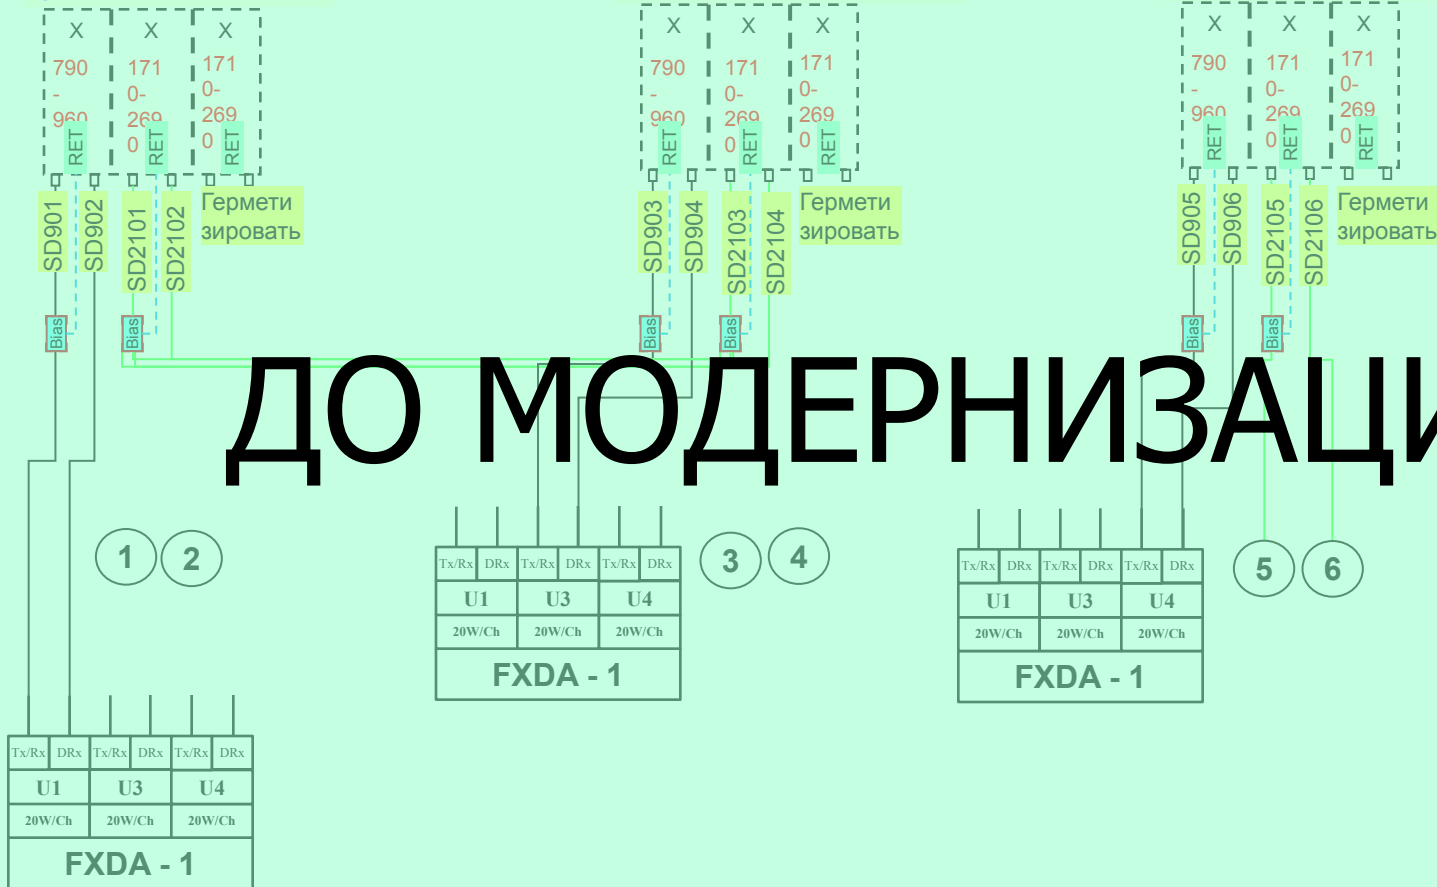 X X X
790 171 171
- 0- 0-
960 269 269
0 0
RET RET RET
SD901 SD902 SD2101 SD2102
Гермети
зировать
Bias Bias
X X X
790 171 171
- 0- 0-
960 269 269
0 0
RET RET RET
SD903 SD904 SD2103 SD2104
Гермети
зировать
Bias Bias
X X X
790 171 171
- 0- 0-
960 269 269
0 0
RET RET RET
SD905 SD906 SD2105 SD2106
Гермети
зировать
Bias Bias
ДО МОДЕРНИЗАЦИ
1 2
3 4
5 6
Tx/Rx DRx Tx/Rx DRx Tx/Rx DRx
U1 U3 U4
20W/Ch 20W/Ch 20W/Ch
FXDA - 1
Tx/Rx DRx Tx/Rx DRx Tx/Rx DRx
U1 U3 U4
20W/Ch 20W/Ch 20W/Ch
FXDA - 1
Tx/Rx DRx Tx/Rx DRx Tx/Rx DRx
U1 U3 U4
20W/Ch 20W/Ch 20W/Ch
FXDA - 1